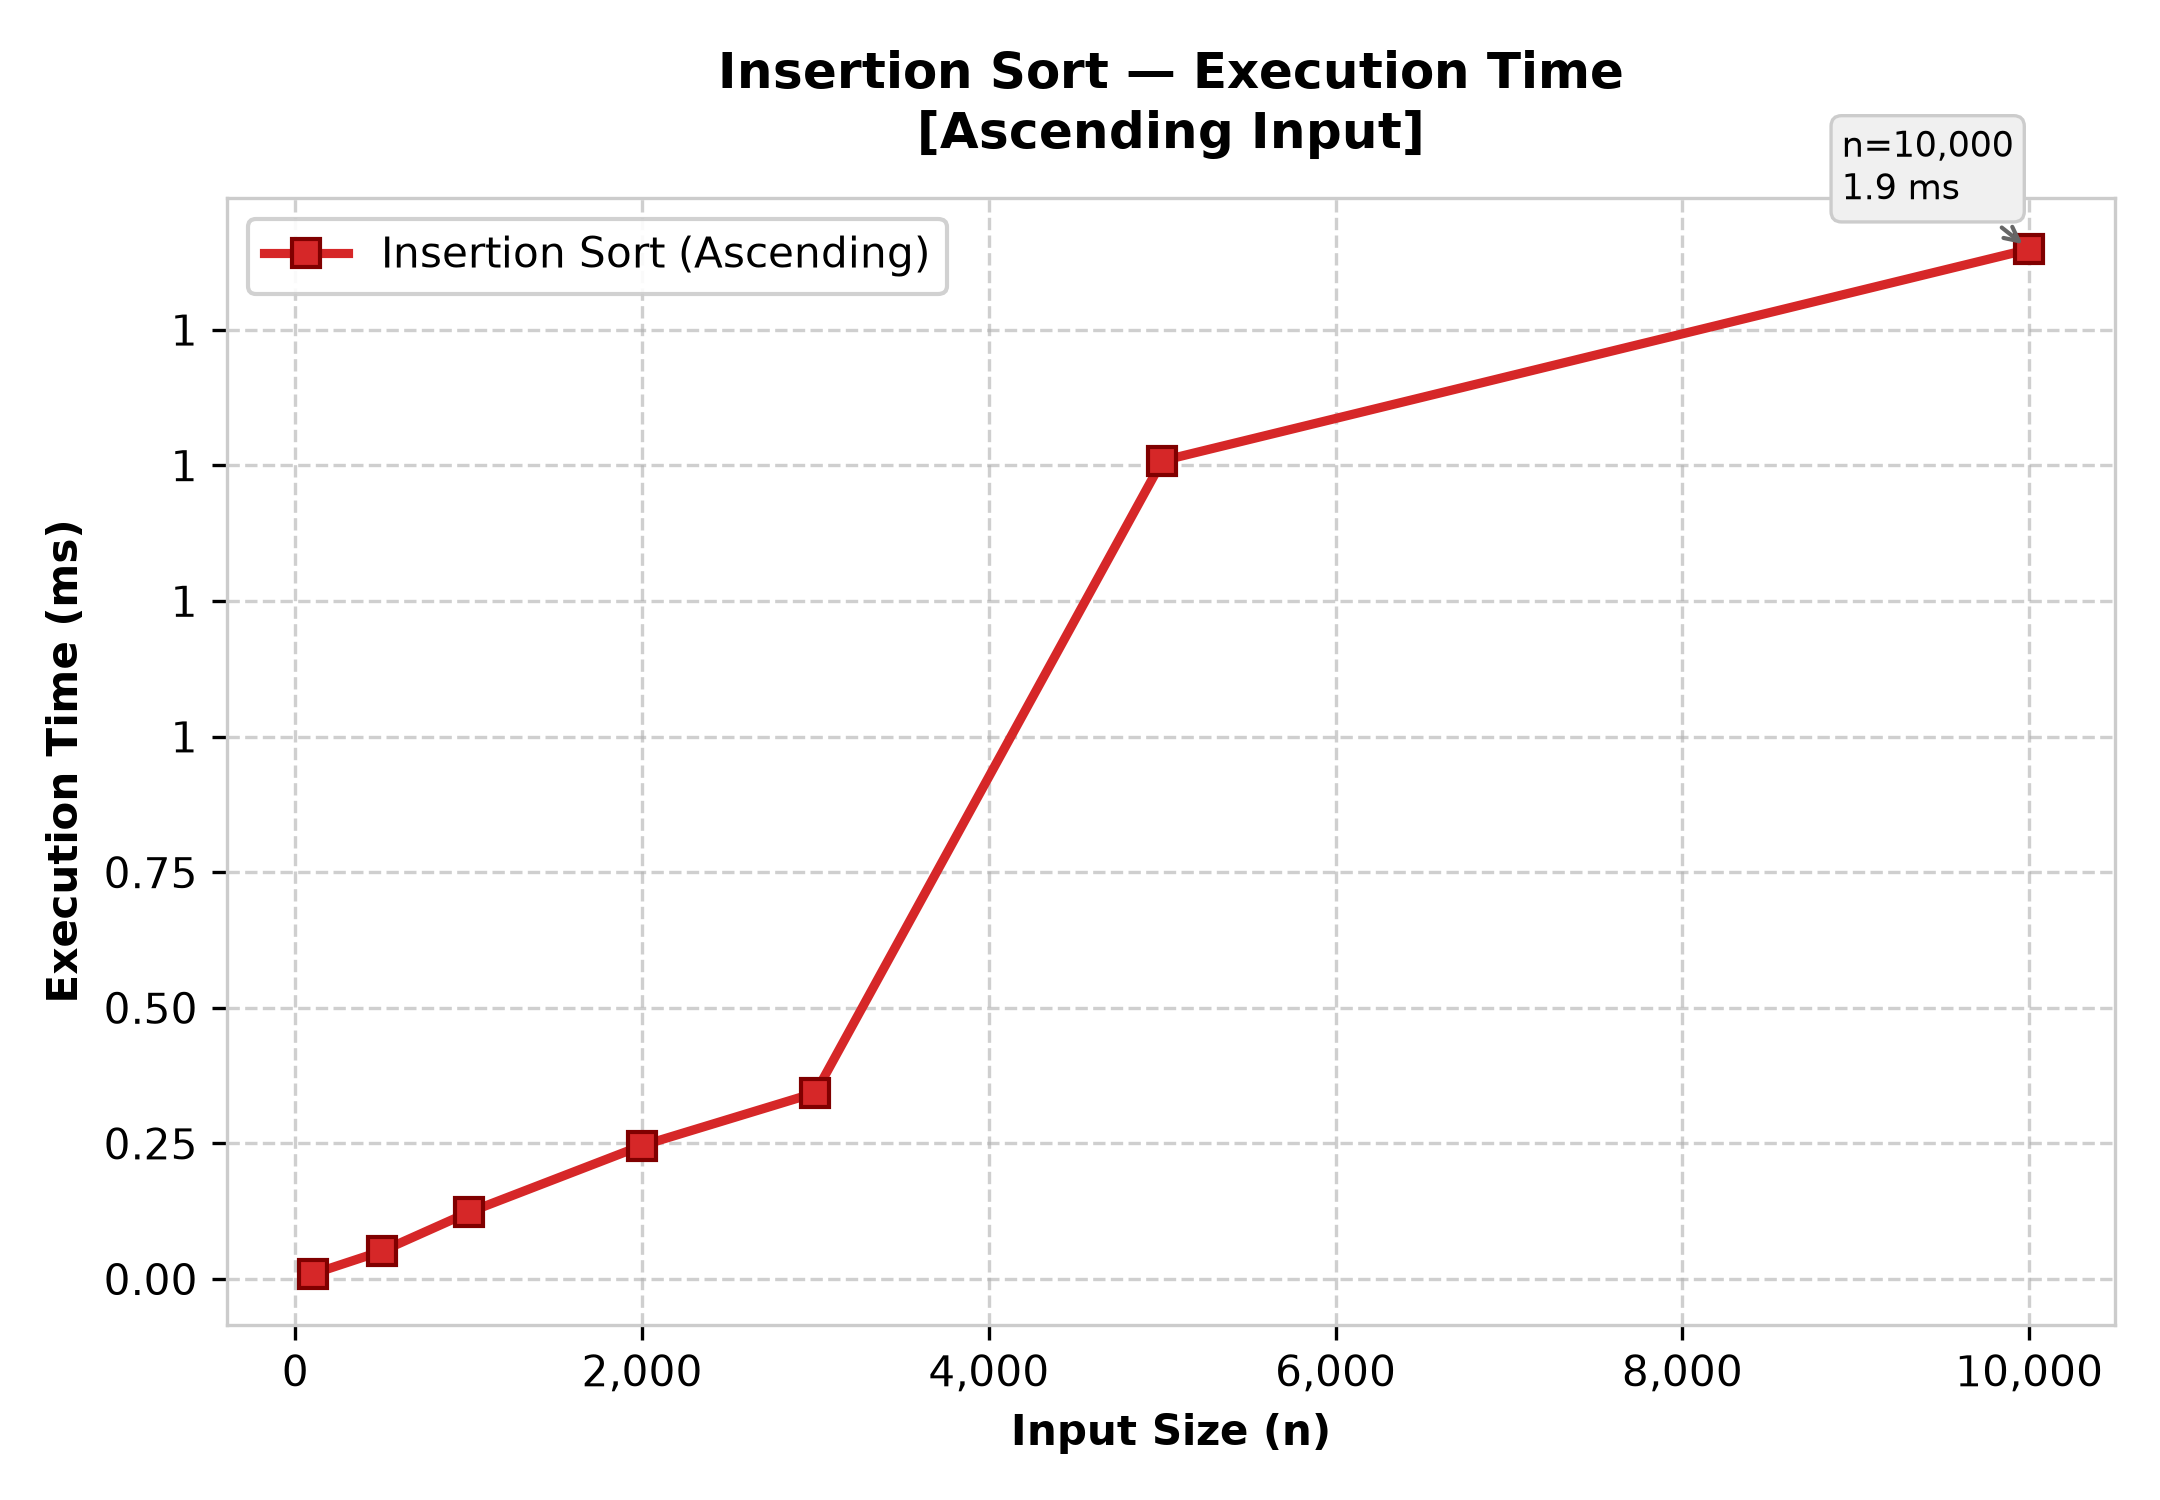 Insertion Sort — Execution Time
[Ascending Input]
n=10,000
1.9 ms
Insertion Sort (Ascending)
1
1
1
1
0.75
0.50
0.25
0.00
Execution Time (ms)
0
2,000
4,000
6,000
8,000
10,000
Input Size (n)